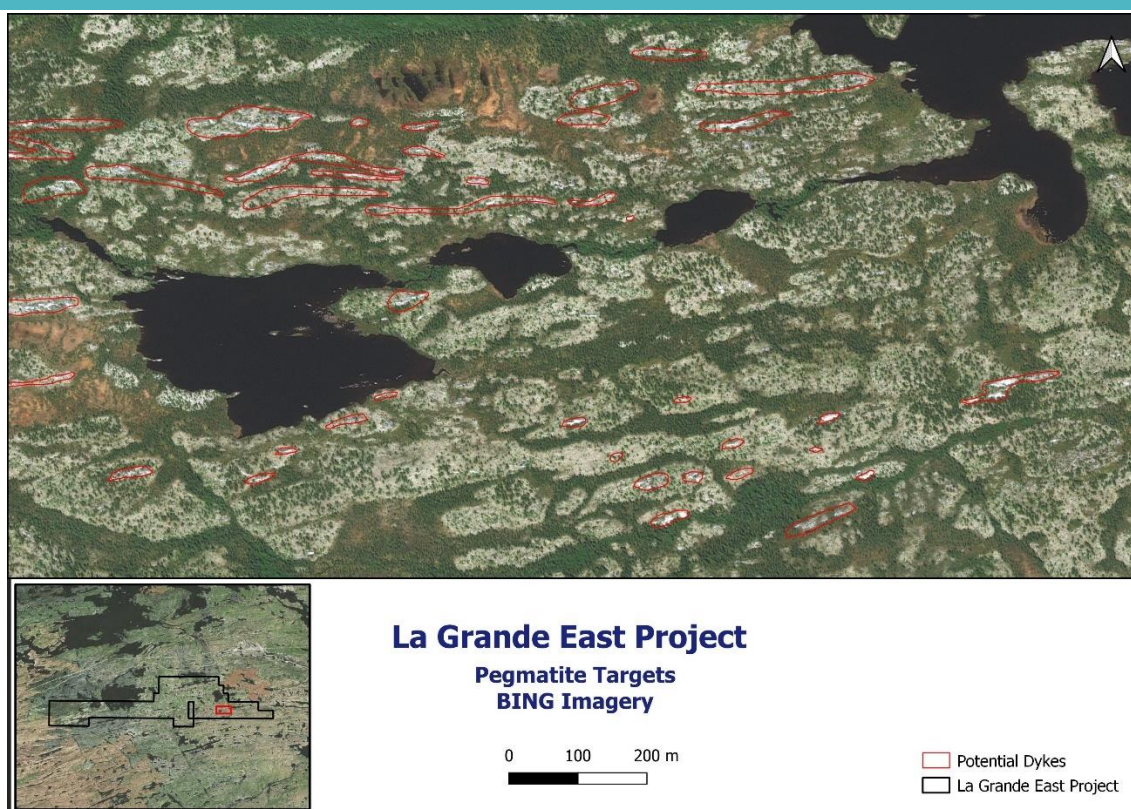 La Grande East Project
Pegmatite Targets
BING Imagery
0 100 200 m
Potential Dykes
La Grande East Project